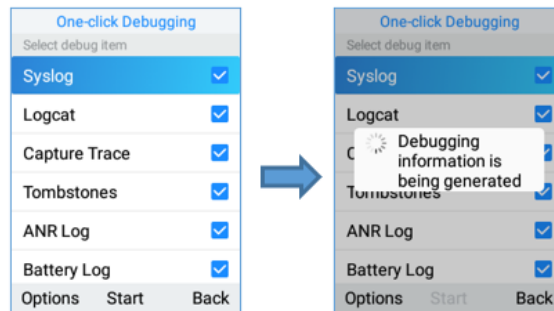 One-click Debugging
Select debug item
Syslog
Logcat
Capture Trace
Tombstones
ANR Log
Battery Log
Options Start Back
One-click Debugging
Select debug item
Syslog
Logcat
Debugging
information is
being generated
Tombstones
ANR Log
Battery Log
Options Start Back